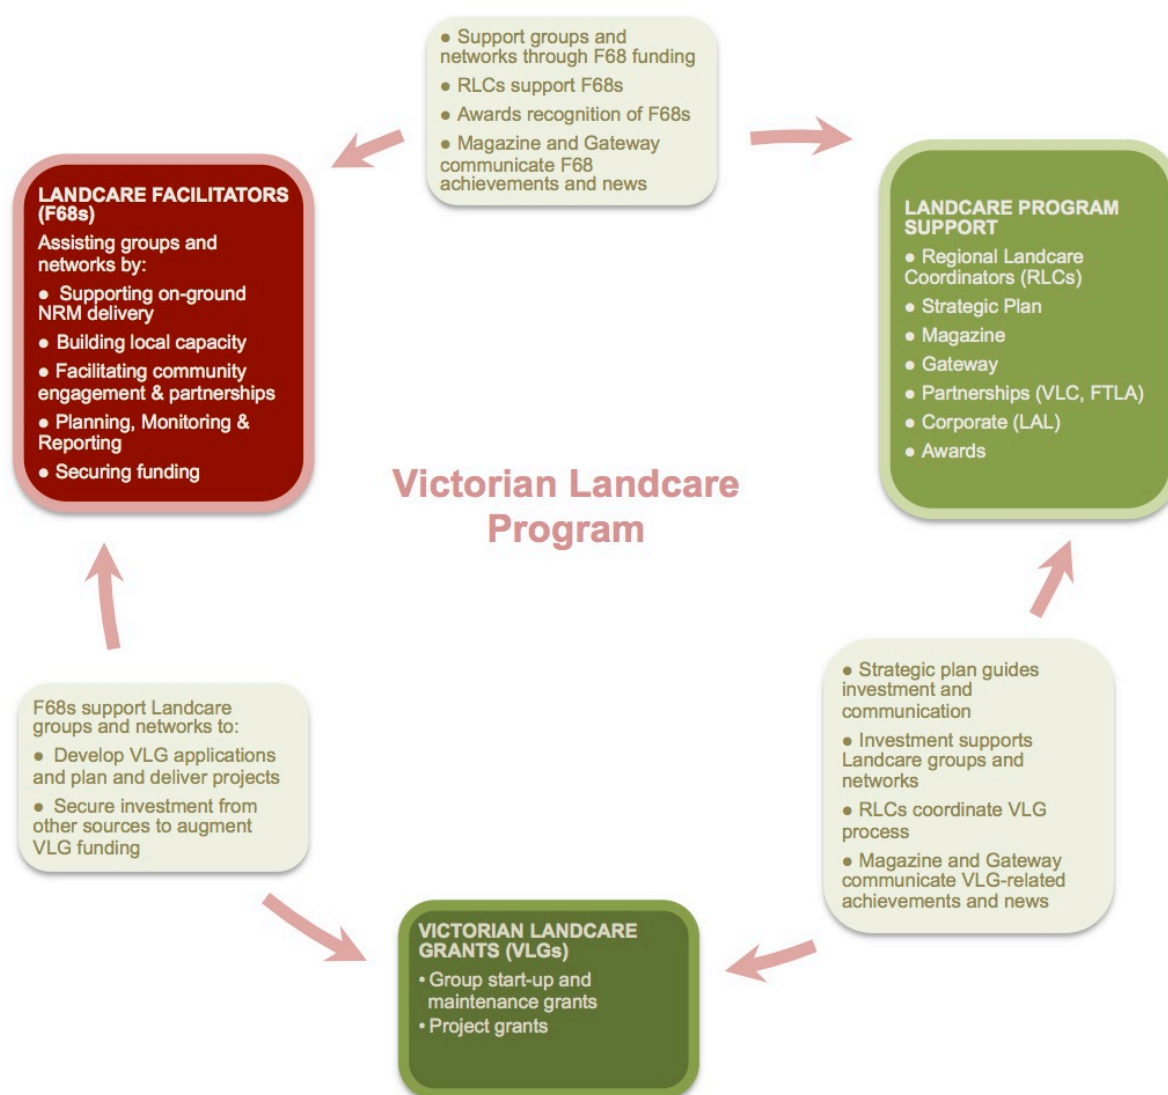 ● Support groups and
networks through F68 funding
● RLCs support F68s
● Awards recognition of F68s
● Magazine and Gateway
communicate F68
achievements and news
LANDCARE FACILITATORS
(F68s)
Assisting groups and
networks by:
● Supporting on-ground
NRM delivery
● Building local capacity
● Facilitating community
engagement & partnerships
● Planning, Monitoring &
Reporting
● Securing funding
LANDCARE PROGRAM
SUPPORT
● Regional Landcare
Coordinators (RLCs)
● Strategic Plan
● Magazine
● Gateway
● Partnerships (VLC, FTLA)
● Corporate (LAL)
● Awards
Victorian Landcare
Program
F68s support Landcare
groups and networks to:
● Develop VLG applications
and plan and deliver projects
● Secure investment from
other sources to augment
VLG funding
● Strategic plan guides
investment and
communication
● Investment supports
Landcare groups and
networks
● RLCs coordinate VLG
process
● Magazine and Gateway
communicate VLG-related
achievements and news
VICTORIAN LANDCARE
GRANTS (VLGs)
• Group start-up and
maintenance grants
• Project grants